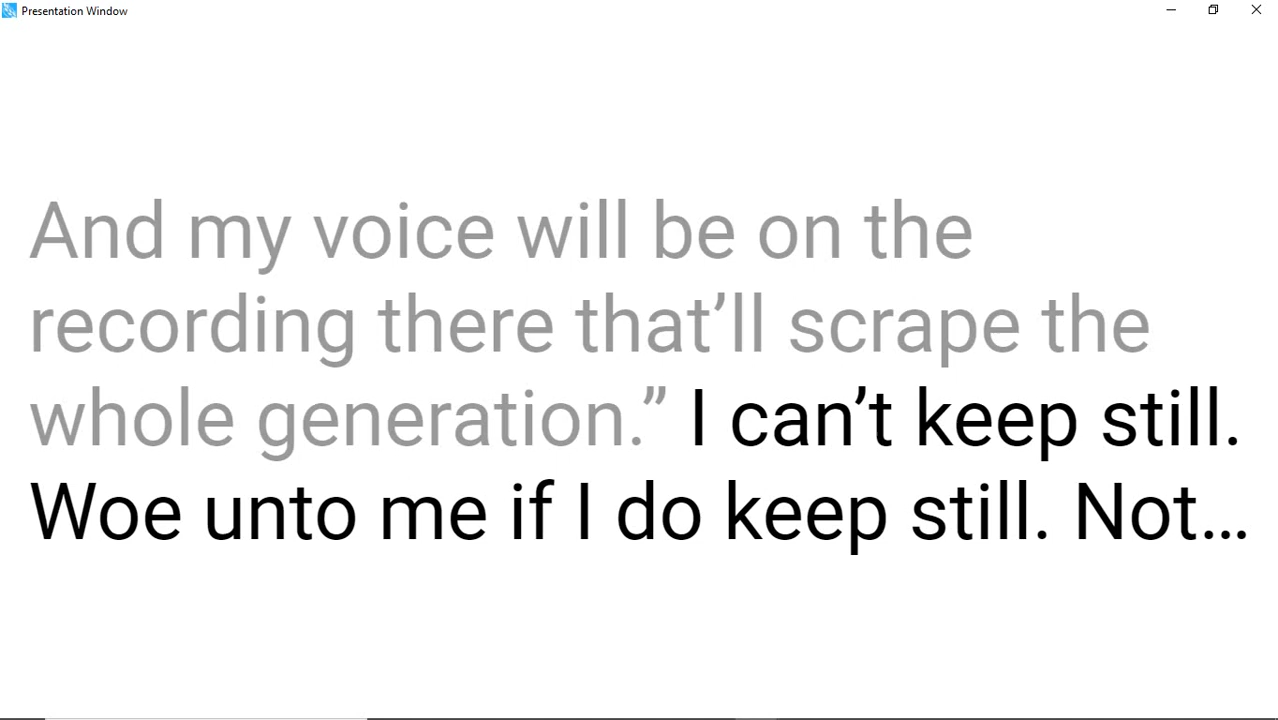 Presentation Window
And my voice will be on the
recording there that’ll scrape the
whole generation.” I can’t keep still.
Woe unto me if I do keep still. Not…